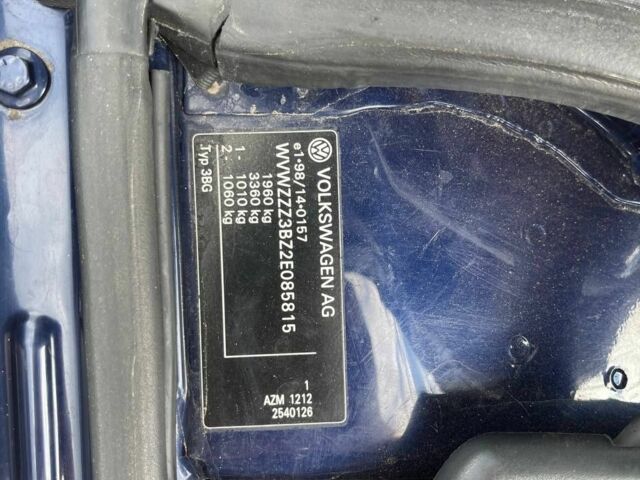 VOLKSWAGEN AG
e1*98/14*0157
WVWZZZ3BZ2E085815
1960 kg
3360 kg
1- 1010 kg
2- 1060 kg
Typ 3BG
1
AZM 1212
2540126